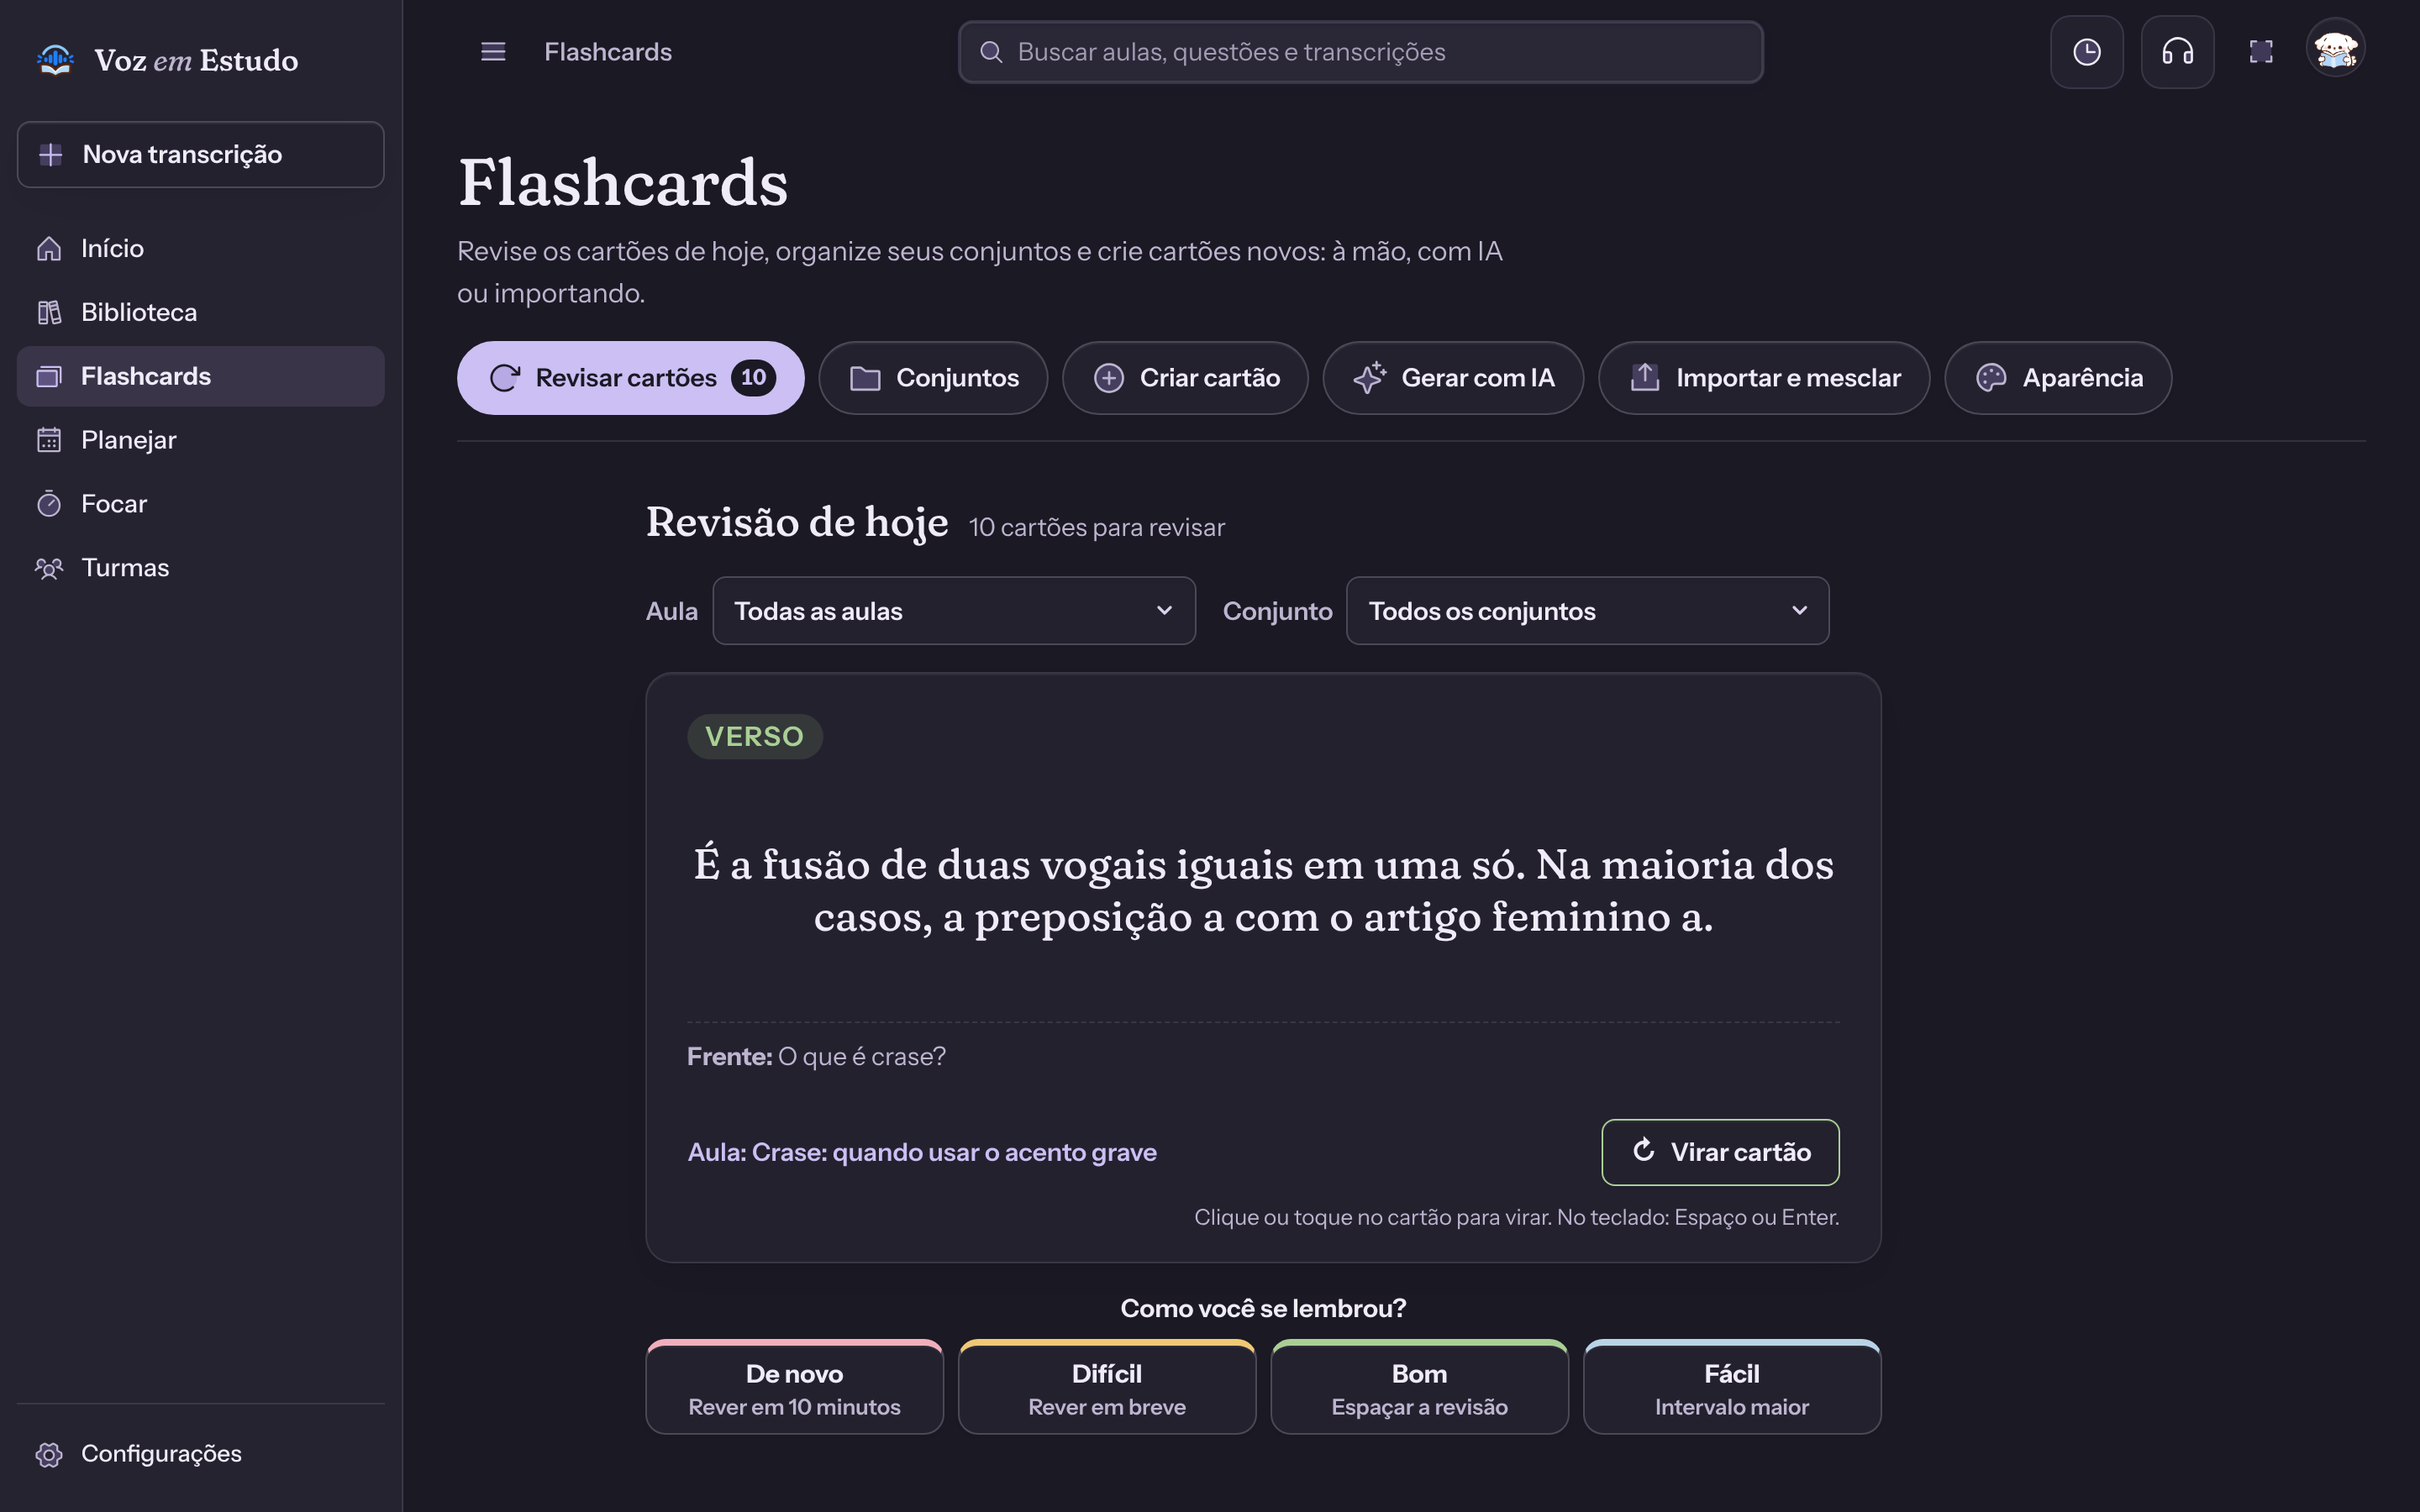 Voz em Estudo
Nova transcrição
Início
Biblioteca
Flashcards
Planejar
Focar
Turmas
Configurações
Flashcards
Buscar aulas, questões e transcrições
Flashcards
Revise os cartões de hoje, organize seus conjuntos e crie cartões novos: à mão, com IA
ou importando.
Revisar cartões 10
Conjuntos
Criar cartão
Gerar com IA
Importar e mesclar
Aparência
Revisão de hoje 10 cartões para revisar
Aula Todas as aulas
Conjunto Todos os conjuntos
VERSO
É a fusão de duas vogais iguais em uma só. Na maioria dos
casos, a preposição a com o artigo feminino a.
Frente: O que é crase?
Aula: Crase: quando usar o acento grave
Virar cartão
Clique ou toque no cartão para virar. No teclado: Espaço ou Enter.
Como você se lembrou?
De novo
Rever em 10 minutos
Difícil
Rever em breve
Bom
Espaçar a revisão
Fácil
Intervalo maior